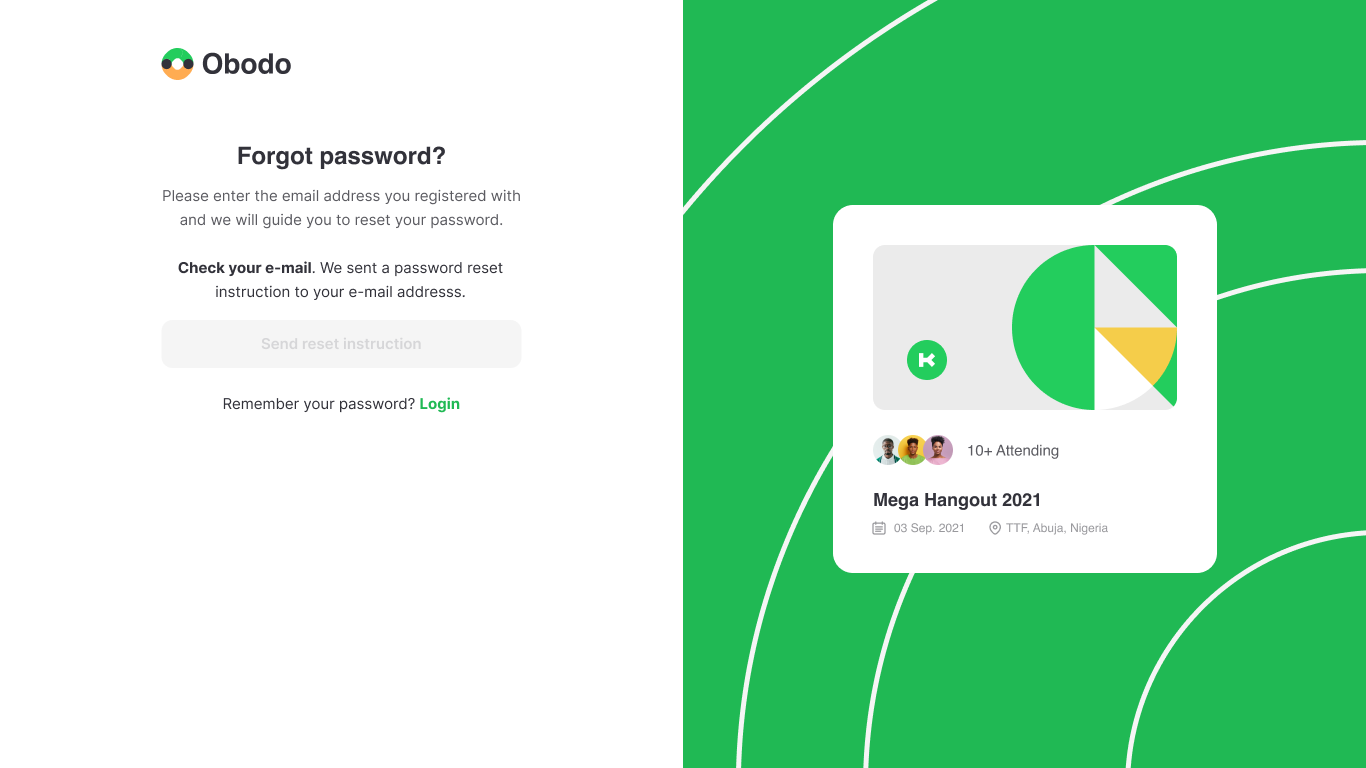 Obodo
Forgot password?
Please enter the email address you registered with
and we will guide you to reset your password.
Check your e-mail. We sent a password reset
instruction to your e-mail addresss.
Send reset instruction
Remember your password? Login
10+ Attending
Mega Hangout 2021
03 Sep. 2021
TTF, Abuja, Nigeria